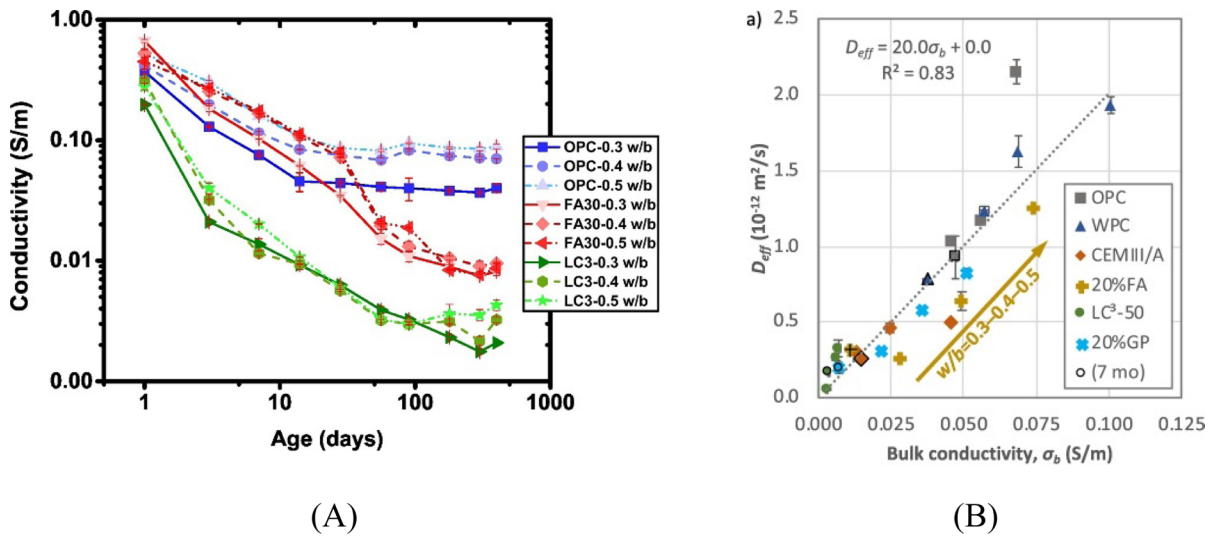 1.00
0.10
0.01
0.00
Conductivity (S/m)
1
10
100
1000
Age (days)
OPC-0.3 w/b
OPC-0.4 w/b
OPC-0.5 w/b
FA30-0.3 w/b
FA30-0.4 w/b
FA30-0.5 w/b
LC3-0.3 w/b
LC3-0.4 w/b
LC3-0.5 w/b
(A)
a)
D_eff = 20.0σ_b + 0.0
R² = 0.83
2.5
2.0
1.5
1.0
0.5
0.0
D_eff (10⁻¹² m²/s)
0.000
0.025
0.050
0.075
0.100
0.125
Bulk conductivity, σ_b (S/m)
w/b=0.3–0.4–0.5
OPC
WPC
CEMIII/A
20%FA
LC³-50
20%GP
(7 mo)
(B)